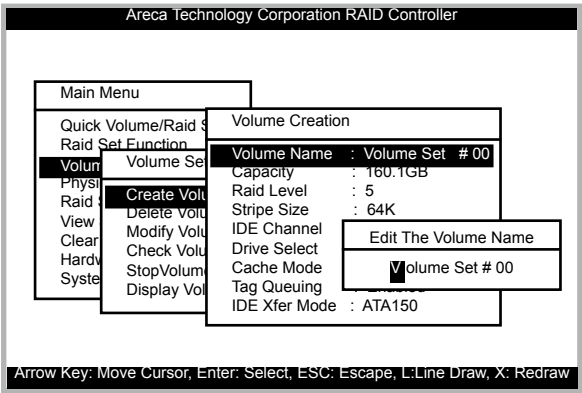 Areca Technology Corporation RAID Controller
Main Menu
Quick Volume/Raid S
Raid Set Function
Volum
Physi
Raid S
View
Clear
Hardw
Syste
Volume Set
Create Volu
Delete Volu
Modify Volu
Check Volu
StopVolume
Display Vol
Volume Creation
Volume Name : Volume Set # 00
Capacity : 160.1GB
Raid Level : 5
Stripe Size : 64K
IDE Channel
Drive Select
Cache Mode
Tag Queuing : Enabled
IDE Xfer Mode : ATA150
Edit The Volume Name
Volume Set # 00
Arrow Key: Move Cursor, Enter: Select, ESC: Escape, L:Line Draw, X: Redraw